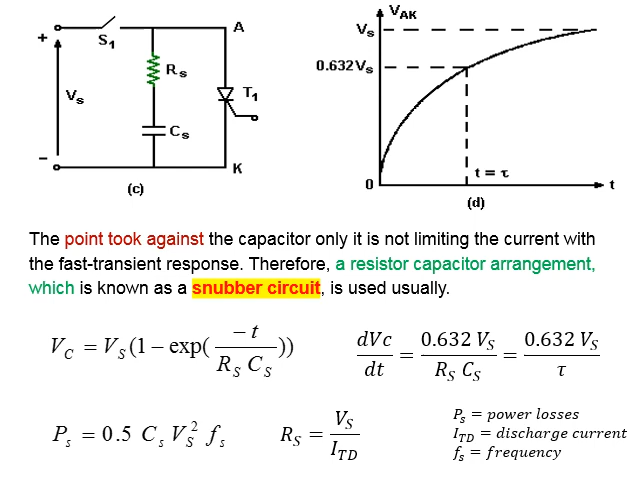 +
S₁
A
Rs
Vs
T₁
Cs
−
K
(c)
VAK
Vs
0.632Vs
t = τ
0
t
(d)
The point took against the capacitor only it is not limiting the current with
the fast-transient response. Therefore, a resistor capacitor arrangement,
which is known as a snubber circuit, is used usually.
V_C = V_S(1 − exp(−t / (R_S C_S)))
dVc/dt = 0.632 V_S / (R_S C_S) = 0.632 V_S / τ
P_s = 0.5 C_s V_S² f_s
R_S = V_S / I_TD
P_s = power losses
I_TD = discharge current
f_s = frequency